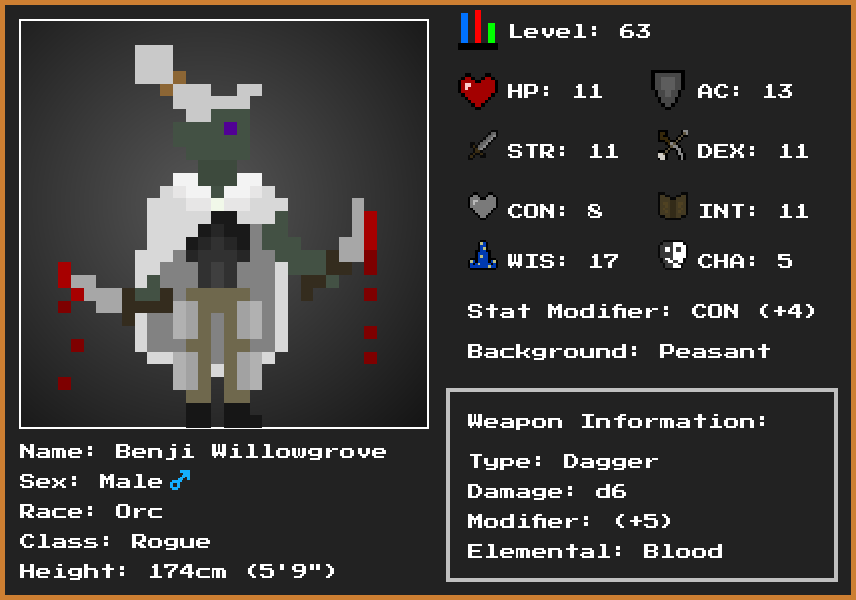 Level: 63
HP: 11 AC: 13
STR: 11 DEX: 11
CON: 8 INT: 11
WIS: 17 CHA: 5
Stat Modifier: CON (+4)
Background: Peasant
Weapon Information:
Type: Dagger
Damage: d6
Modifier: (+5)
Elemental: Blood
Name: Benji Willowgrove
Sex: Male ♂
Race: Orc
Class: Rogue
Height: 174cm (5'9")